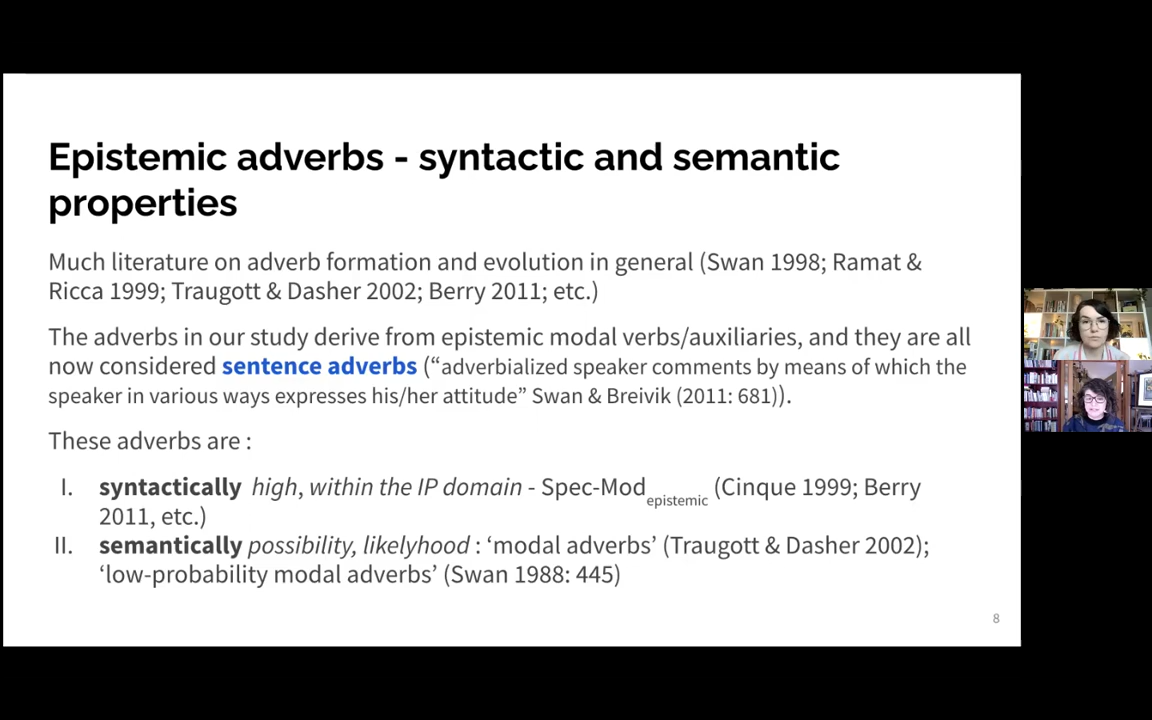 Epistemic adverbs - syntactic and semantic
properties
Much literature on adverb formation and evolution in general (Swan 1998; Ramat &
Ricca 1999; Traugott & Dasher 2002; Berry 2011; etc.)
The adverbs in our study derive from epistemic modal verbs/auxiliaries, and they are all
now considered sentence adverbs (“adverbialized speaker comments by means of which the
speaker in various ways expresses his/her attitude” Swan & Breivik (2011: 681)).
These adverbs are :
I. syntactically high, within the IP domain - Spec-Mod epistemic (Cinque 1999; Berry
2011, etc.)
II. semantically possibility, likelyhood : ‘modal adverbs’ (Traugott & Dasher 2002);
‘low-probability modal adverbs’ (Swan 1988: 445)
8